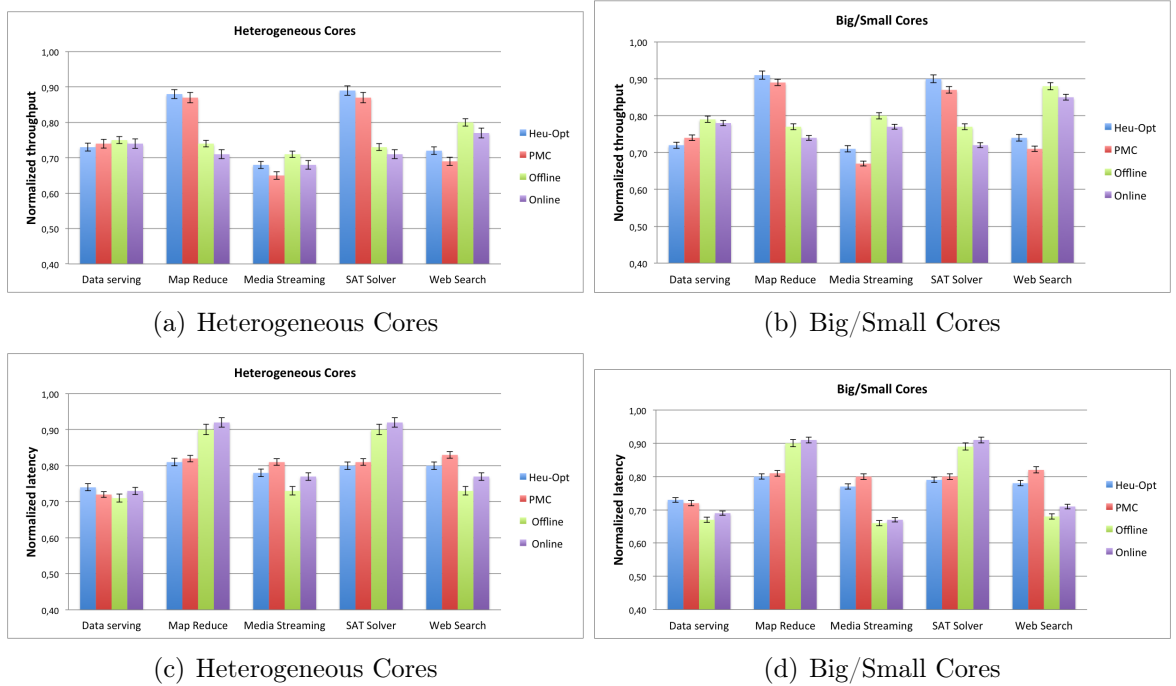 Heterogeneous Cores
1,00
0,90
0,80
0,70
0,60
0,50
0,40
Normalized throughput
Data serving Map Reduce Media Streaming SAT Solver Web Search
Heu-Opt
PMC
Offline
Online
(a) Heterogeneous Cores
Big/Small Cores
1,00
0,90
0,80
0,70
0,60
0,50
0,40
Normalized throughput
Data serving Map Reduce Media Streaming SAT Solver Web Search
Heu-Opt
PMC
Offline
Online
(b) Big/Small Cores
Heterogeneous Cores
1,00
0,90
0,80
0,70
0,60
0,50
0,40
Normalized latency
Data serving Map Reduce Media Streaming SAT Solver Web Search
Heu-Opt
PMC
Offline
Online
(c) Heterogeneous Cores
Big/Small Cores
1,00
0,90
0,80
0,70
0,60
0,50
0,40
Normalized latency
Data serving Map Reduce Media Streaming SAT Solver Web Search
Heu-Opt
PMC
Offline
Online
(d) Big/Small Cores